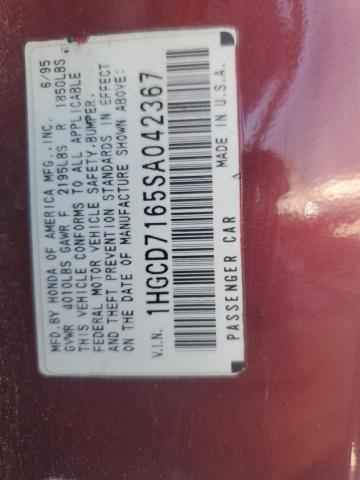 MFD.BY HONDA OF AMERICA MFG.,INC. 6/95
GVWR 4010LBS GAWR F 2195LBS R 1850LBS
THIS VEHICLE CONFORMS TO ALL APPLICABLE
FEDERAL MOTOR VEHICLE SAFETY,BUMPER,
AND THEFT PREVENTION STANDARDS IN EFFECT
ON THE DATE OF MANUFACTURE SHOWN ABOVE:
V.I.N. 1HGCD7165SA042367
PASSENGER CAR MADE IN U.S.A.